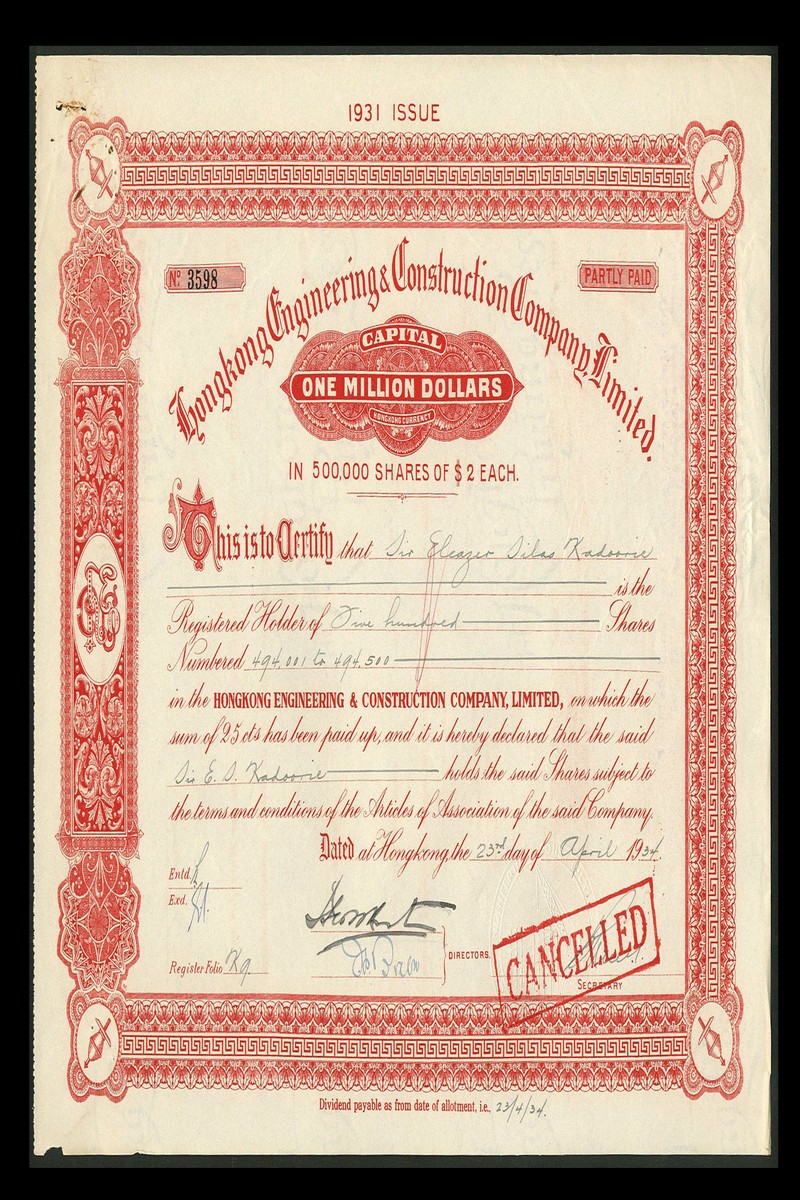 1931 ISSUE
No 3598
PARTLY PAID
Hongkong Engineering & Construction Company, Limited.
CAPITAL
ONE MILLION DOLLARS
HONGKONG CURRENCY
IN 500,000 SHARES OF $2 EACH.
This is to Certify that Sir Eleazer Silas Kadoorie
is the
Registered Holder of Five hundred Shares
Numbered 494,001 to 494,500
in the HONGKONG ENGINEERING & CONSTRUCTION COMPANY, LIMITED, on which the
sum of 25 cts has been paid up, and it is hereby declared that the said
Sir E. S. Kadoorie holds the said Shares subject to
the terms and conditions of the Articles of Association of the said Company.
Dated at Hongkong, the 23rd day of April 1934.
Entd.
Exd.
DIRECTORS.
CANCELLED
Register Folio K9
SECRETARY
Dividend payable as from date of allotment, i.e., 23/4/34.